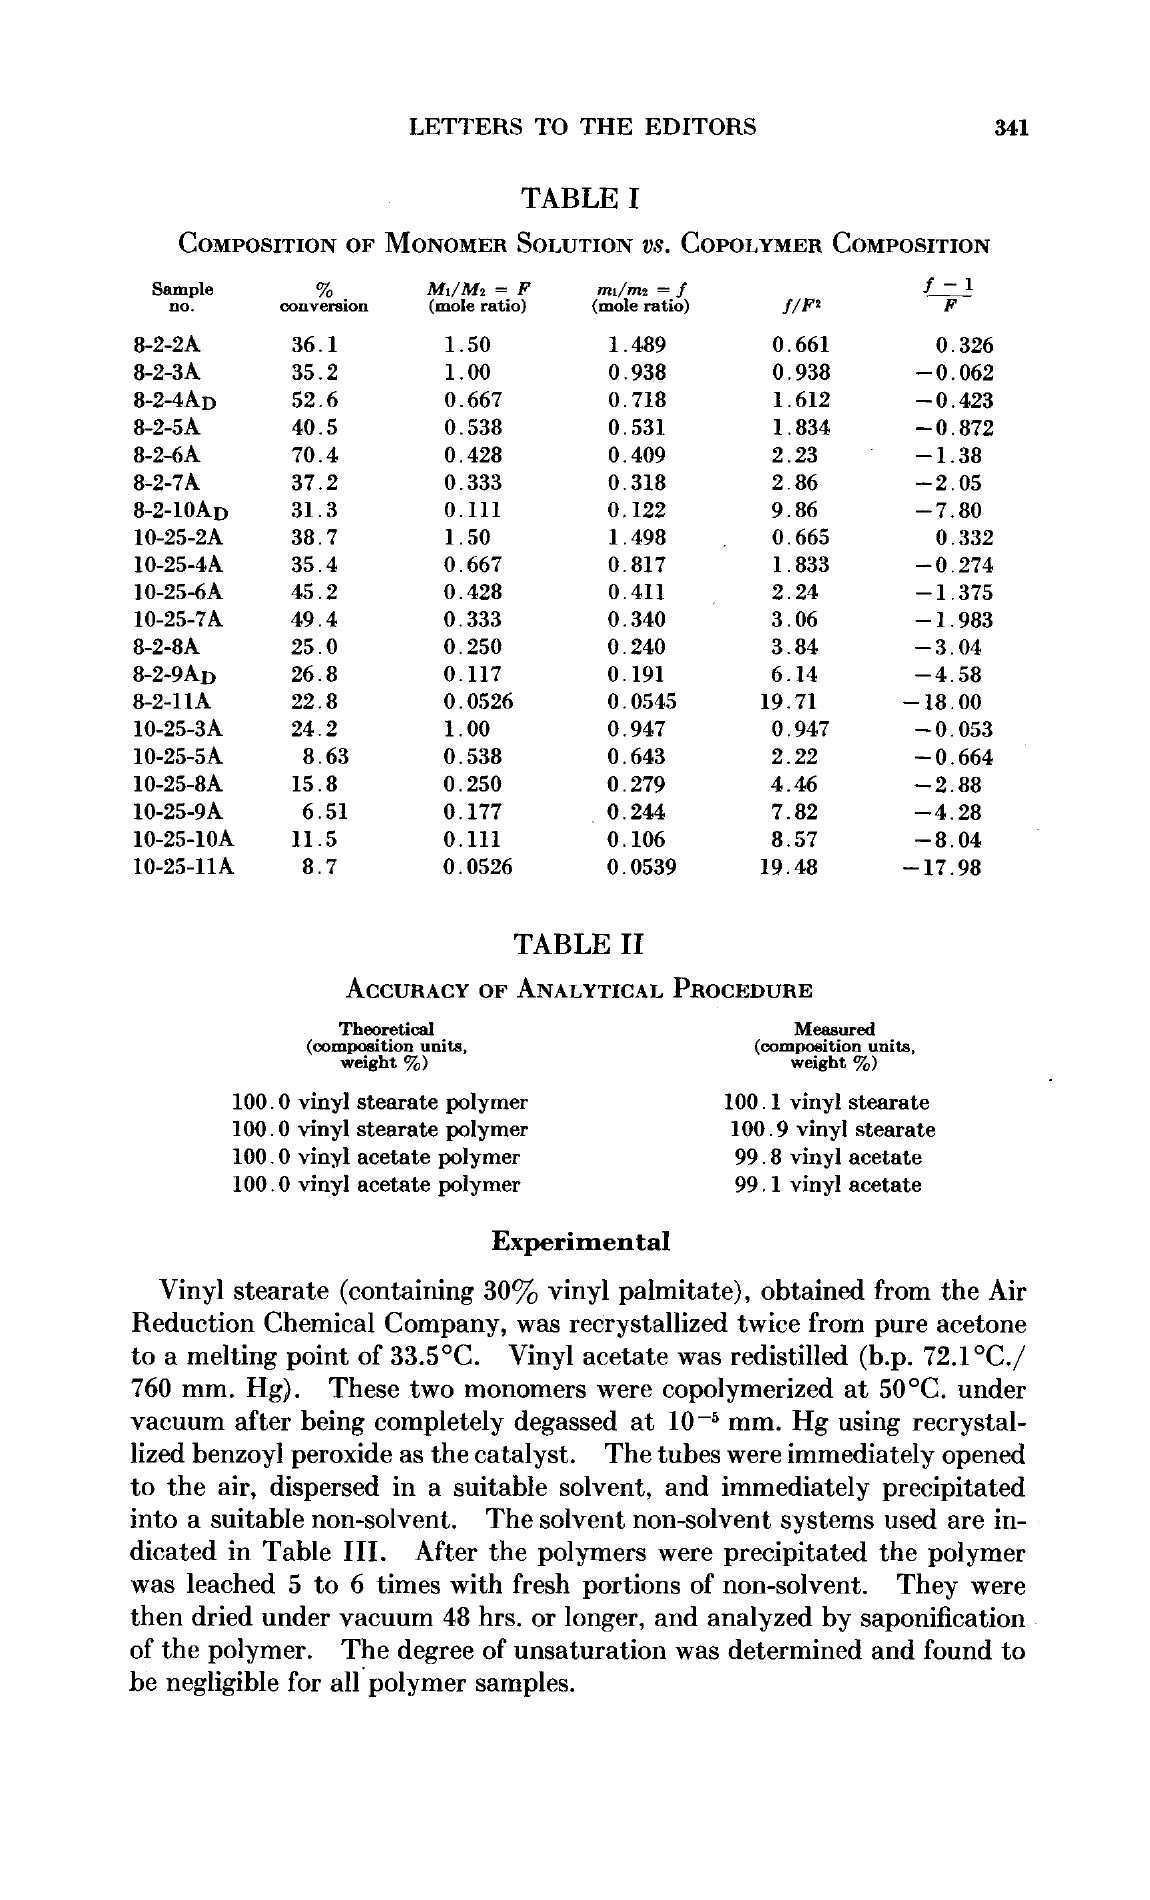 LETTERS TO THE EDITORS 341
TABLE I
COMPOSITION OF MONOMER SOLUTION vs. COPOLYMER COMPOSITION
Sample no. % conversion M₁/M₂ = F (mole ratio) m₁/m₂ = f (mole ratio) f/F² f − 1 / F
8-2-2A 36.1 1.50 1.489 0.661 0.326
8-2-3A 35.2 1.00 0.938 0.938 −0.062
8-2-4AD 52.6 0.667 0.718 1.612 −0.423
8-2-5A 40.5 0.538 0.531 1.834 −0.872
8-2-6A 70.4 0.428 0.409 2.23 −1.38
8-2-7A 37.2 0.333 0.318 2.86 −2.05
8-2-10AD 31.3 0.111 0.122 9.86 −7.80
10-25-2A 38.7 1.50 1.498 0.665 0.332
10-25-4A 35.4 0.667 0.817 1.833 −0.274
10-25-6A 45.2 0.428 0.411 2.24 −1.375
10-25-7A 49.4 0.333 0.340 3.06 −1.983
8-2-8A 25.0 0.250 0.240 3.84 −3.04
8-2-9AD 26.8 0.117 0.191 6.14 −4.58
8-2-11A 22.8 0.0526 0.0545 19.71 −18.00
10-25-3A 24.2 1.00 0.947 0.947 −0.053
10-25-5A 8.63 0.538 0.643 2.22 −0.664
10-25-8A 15.8 0.250 0.279 4.46 −2.88
10-25-9A 6.51 0.177 0.244 7.82 −4.28
10-25-10A 11.5 0.111 0.106 8.57 −8.04
10-25-11A 8.7 0.0526 0.0539 19.48 −17.98
TABLE II
ACCURACY OF ANALYTICAL PROCEDURE
Theoretical Measured
(composition units, (composition units,
weight %) weight %)
100.0 vinyl stearate polymer 100.1 vinyl stearate
100.0 vinyl stearate polymer 100.9 vinyl stearate
100.0 vinyl acetate polymer 99.8 vinyl acetate
100.0 vinyl acetate polymer 99.1 vinyl acetate
Experimental
Vinyl stearate (containing 30% vinyl palmitate), obtained from the Air
Reduction Chemical Company, was recrystallized twice from pure acetone
to a melting point of 33.5°C. Vinyl acetate was redistilled (b.p. 72.1°C./
760 mm. Hg). These two monomers were copolymerized at 50°C. under
vacuum after being completely degassed at 10⁻⁵ mm. Hg using recrystal-
lized benzoyl peroxide as the catalyst. The tubes were immediately opened
to the air, dispersed in a suitable solvent, and immediately precipitated
into a suitable non-solvent. The solvent non-solvent systems used are in-
dicated in Table III. After the polymers were precipitated the polymer
was leached 5 to 6 times with fresh portions of non-solvent. They were
then dried under vacuum 48 hrs. or longer, and analyzed by saponification
of the polymer. The degree of unsaturation was determined and found to
be negligible for all polymer samples.